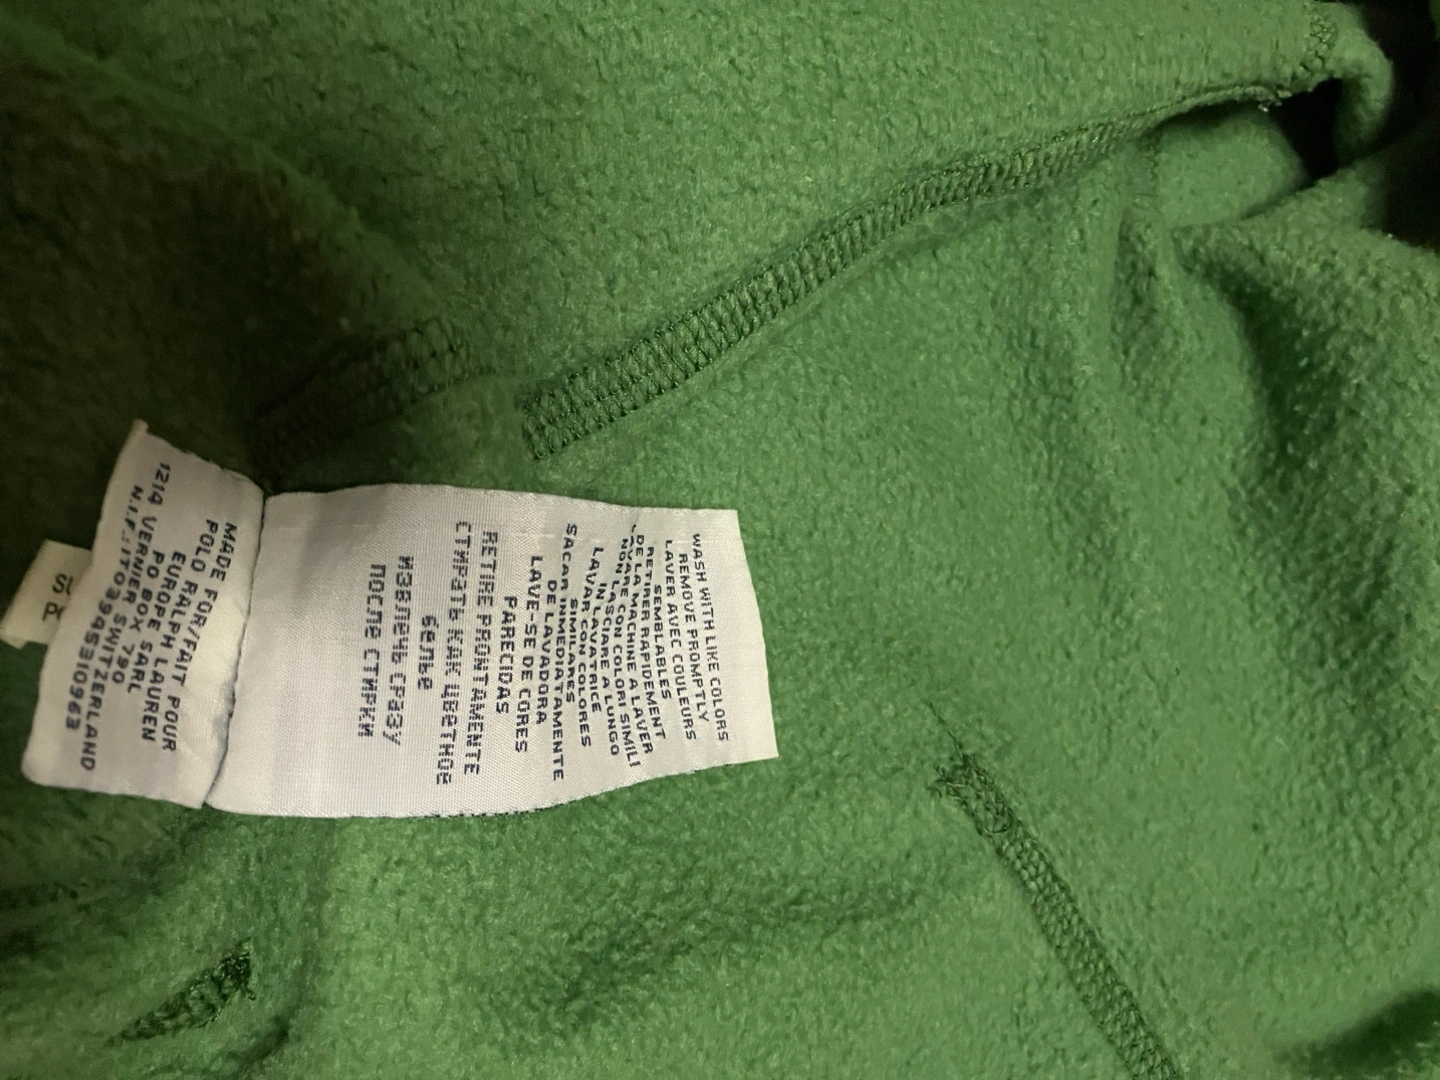 WASH WITH LIKE COLORS
REMOVE PROMPTLY
LAVER AVEC COULEURS
SEMBLABLES
RETIRER RAPIDEMENT
DE LA MACHINE A LAVER
LAVARE CON COLORI SIMILI
NON LASCIARE A LUNGO
IN LAVATRICE
LAVAR CON COLORES
SIMILARES
SACAR INMEDIATAMENTE
DE LAVADORA
LAVE-SE DE CORES
PARECIDAS
RETIRE PRONTAMENTE
СТИРАТЬ КАК ЦВЕТНОЕ
БЕЛЬЕ
ИЗВЛЕЧЬ СРАЗУ
ПОСЛЕ СТИРКИ
MADE FOR/FAIT POUR
POLO RALPH LAUREN
EUROPE SARL
PO BOX 790
1214 VERNIER SWITZERLAND